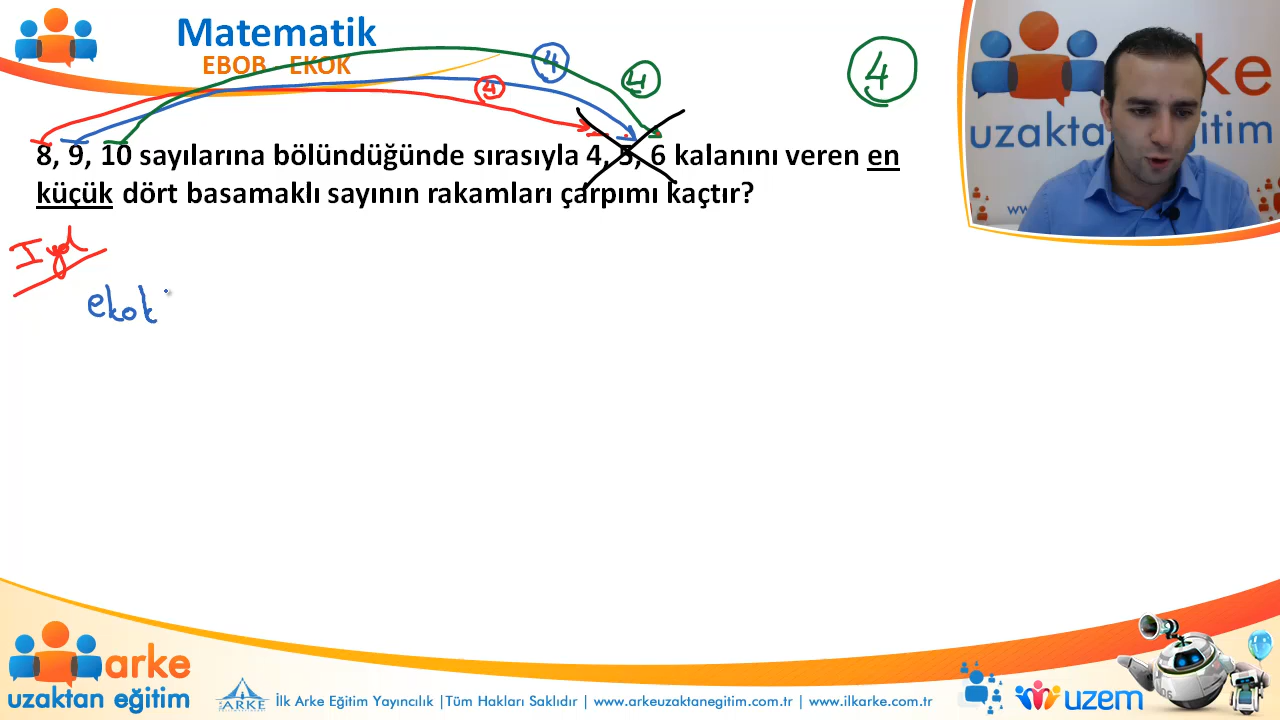 Matematik
EBOB - EKOK
4 4 4 4
8, 9, 10 sayılarına bölündüğünde sırasıyla 4, 5, 6 kalanını veren en
küçük dört basamaklı sayının rakamları çarpımı kaçtır?
I yol
ekok
rke
uzaktan eğitim
www
arke
uzaktan eğitim
ARKE
İlk Arke Eğitim Yayıncılık |Tüm Hakları Saklıdır | www.arkeuzaktanegitim.com.tr | www.ilkarke.com.tr
uzem